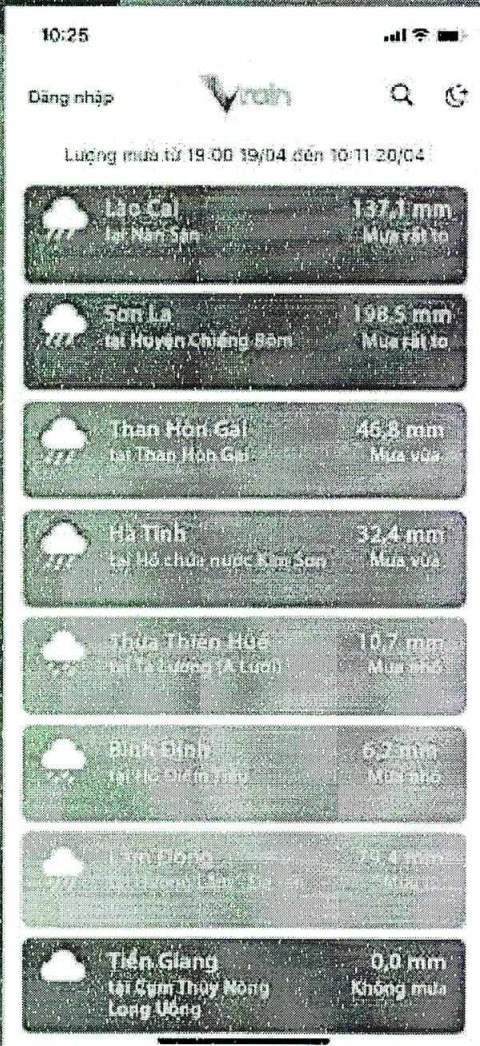 10:25
Đăng nhập
Vrain
Lượng mưa từ 19:00 19/04 đến 10:11 20/04
Lào Cai
137,1 mm
tại Nàn Sán
Mưa rất to
Sơn La
198,5 mm
tại Huyện Chiềng Bôm
Mưa rất to
Than Hòn Gai
46,8 mm
tại Than Hòn Gai
Mưa vừa
Hà Tĩnh
32,4 mm
tại Hồ chứa nước Kim Sơn
Mưa vừa
Thừa Thiên Huế
10,7 mm
tại Tà Lương (A Lưới)
Mưa nhỏ
Bình Định
6,2 mm
tại Hồ Diêm Tiêu
Mưa nhỏ
Lâm Đồng
Tiền Giang
0,0 mm
tại Cụm Thủy Nông
Không mưa
Long Uông